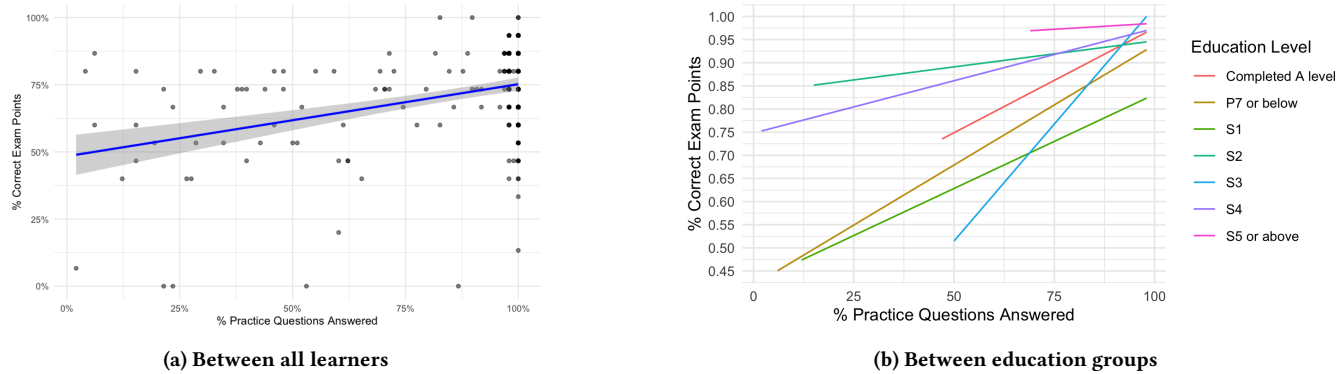 100%
75%
50%
25%
0%
% Correct Exam Points
0%
25%
50%
75%
100%
% Practice Questions Answered
(a) Between all learners
1.00
0.95
0.90
0.85
0.80
0.75
0.70
0.65
0.60
0.55
0.50
0.45
% Correct Exam Points
0
25
50
75
100
% Practice Questions Answered
Education Level
Completed A level
P7 or below
S1
S2
S3
S4
S5 or above
(b) Between education groups